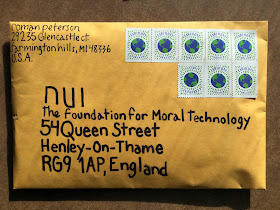 roman peterson
29235 Glencastle ct
farmington hills, MI 48336
U.S.A.
nui
The foundation for Moral Technology
54 Queen Street
Henley-On-Thame
RG9 1AP, England